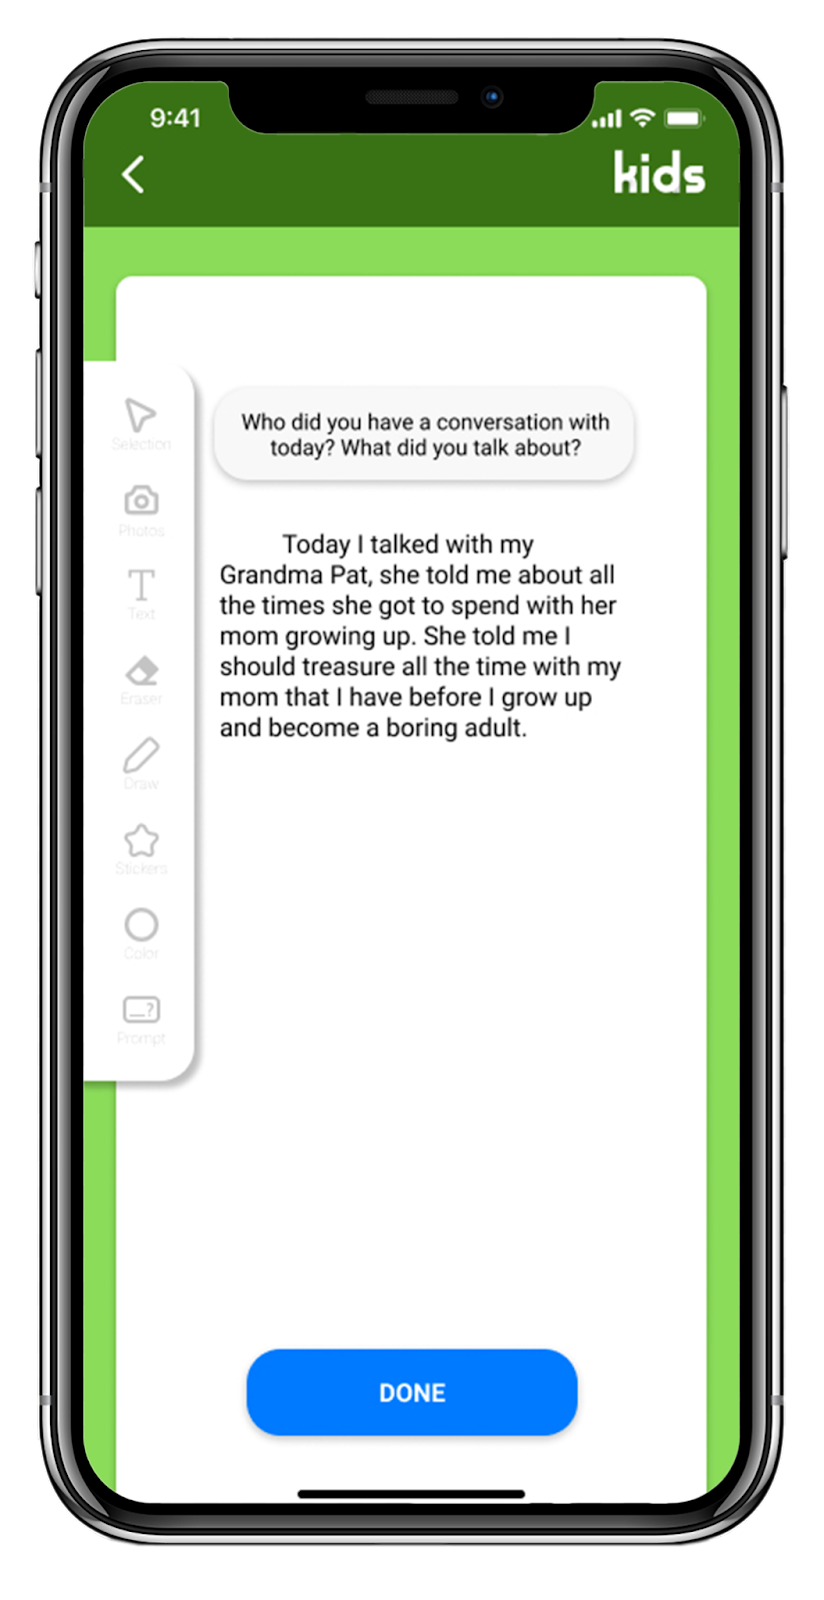 9:41
kids
Who did you have a conversation with
today? What did you talk about?
Selection
Photos
Text
Eraser
Draw
Stickers
Color
Prompt
Today I talked with my
Grandma Pat, she told me about all
the times she got to spend with her
mom growing up. She told me I
should treasure all the time with my
mom that I have before I grow up
and become a boring adult.
DONE